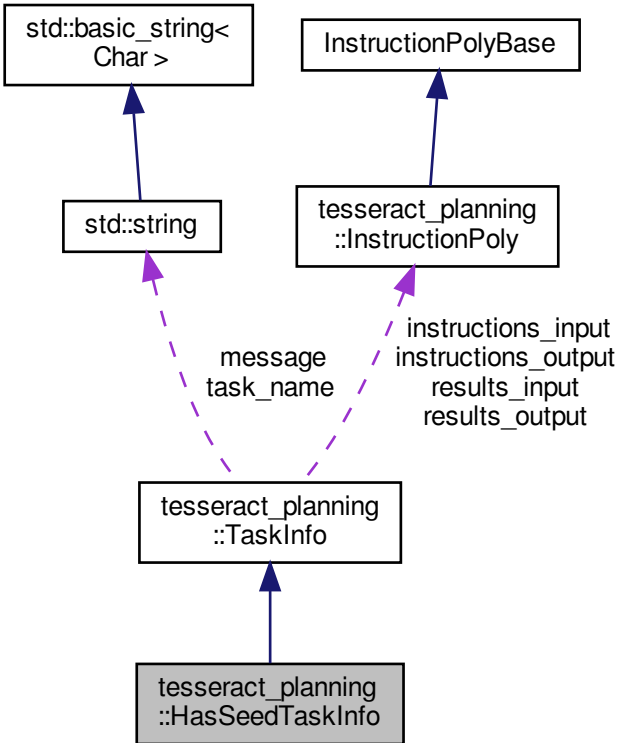 std::basic_string<
Char >
InstructionPolyBase
std::string
tesseract_planning
::InstructionPoly
message
task_name
instructions_input
instructions_output
results_input
results_output
tesseract_planning
::TaskInfo
tesseract_planning
::HasSeedTaskInfo